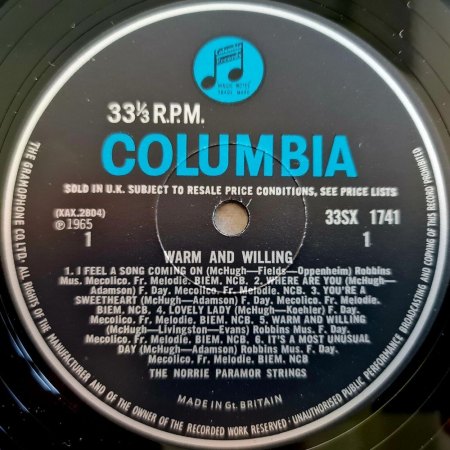 MAGIC NOTES
TRADE MARK
33⅓ R.P.M.
COLUMBIA
SOLD IN U.K. SUBJECT TO RESALE PRICE CONDITIONS, SEE PRICE LISTS
(XAX.2804)
33SX 1741
℗1965
1
1
WARM AND WILLING
1. I FEEL A SONG COMING ON (McHugh—Fields—Oppenheim) Robbins
Mus. Mecolico. Fr. Melodie. BIEM. NCB. 2. WHERE ARE YOU (McHugh—
Adamson) F. Day. Mecolico. Fr. Melodie. NCB. 3. YOU'RE A
SWEETHEART (McHugh—Adamson) F. Day. Mecolico. Fr. Melodie.
BIEM. NCB. 4. LOVELY LADY (McHugh—Koehler) F. Day.
Mecolico. Fr. Melodie. BIEM. NCB. 5. WARM AND WILLING
(McHugh—Livingston—Evans) Robbins Mus. F. Day.
Mecolico. Fr. Melodie. BIEM. NCB. 6. IT'S A MOST UNUSUAL
DAY (McHugh—Adamson) Robbins Mus. F. Day.
Mecolico. Fr. Melodie. BIEM. NCB
THE NORRIE PARAMOR STRINGS
MADE IN Gt. BRITAIN
THE GRAMOPHONE CO. LTD · ALL RIGHTS OF THE MANUFACTURER AND OF THE OWNER OF THE RECORDED WORK RESERVED · UNAUTHORISED PUBLIC PERFORMANCE BROADCASTING AND COPYING OF THIS RECORD PROHIBITED